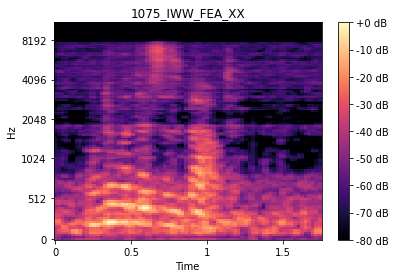 1075_IWW_FEA_XX
8192
4096
2048
1024
512
0
Hz
0
0.5
1
1.5
Time
+0 dB
-10 dB
-20 dB
-30 dB
-40 dB
-50 dB
-60 dB
-70 dB
-80 dB